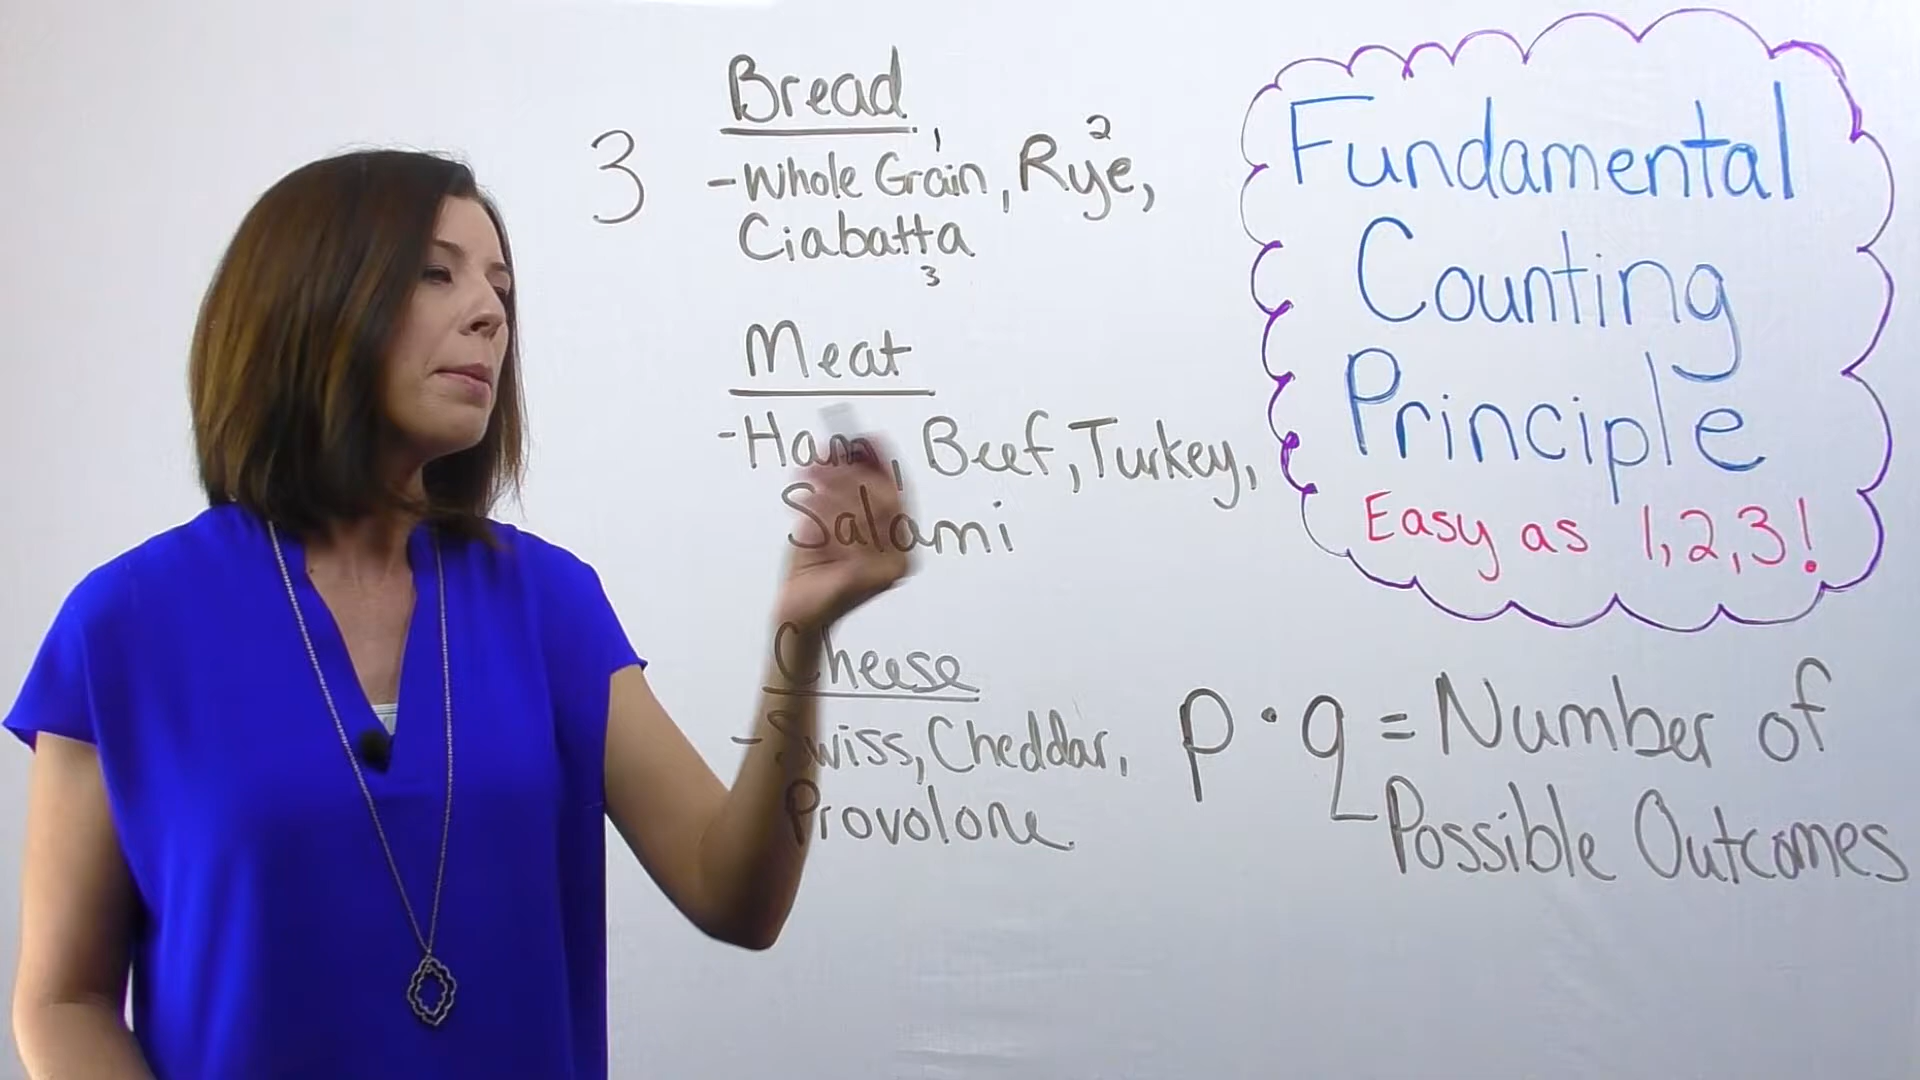 Bread
3
1 2
-Whole Grain, Rye,
Ciabatta
3
Meat
-Ham, Beef, Turkey,
Salami
Cheese
-Swiss, Cheddar,
Provolone
Fundamental
Counting
Principle
Easy as 1,2,3!
p · q = Number of
Possible Outcomes